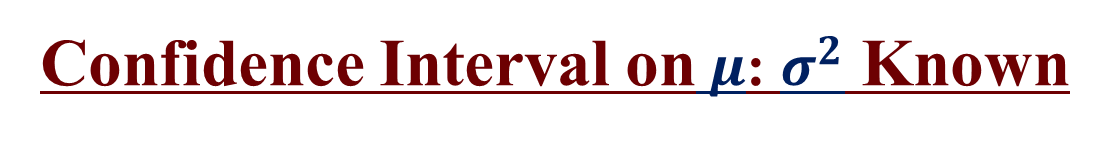 Confidence Interval on μ: σ² Known